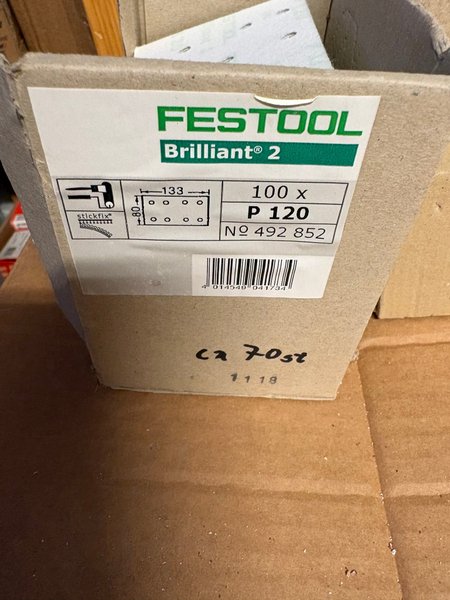 FESTOOL
Brilliant® 2
133
80
stickfix®
100 x
P 120
Nº 492 852
4 014549 041734
ca 70st
1118